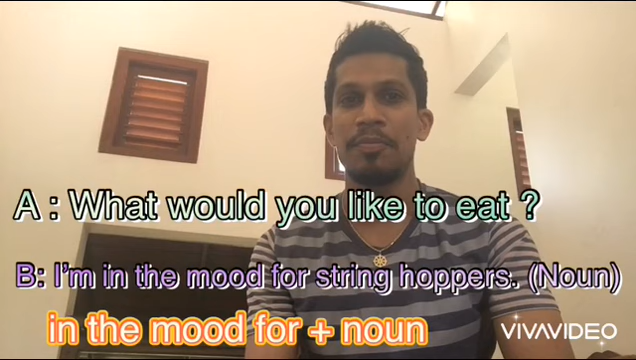 A : What would you like to eat ?
B: I'm in the mood for string hoppers. (Noun)
in the mood for + noun
VIVAVIDEO